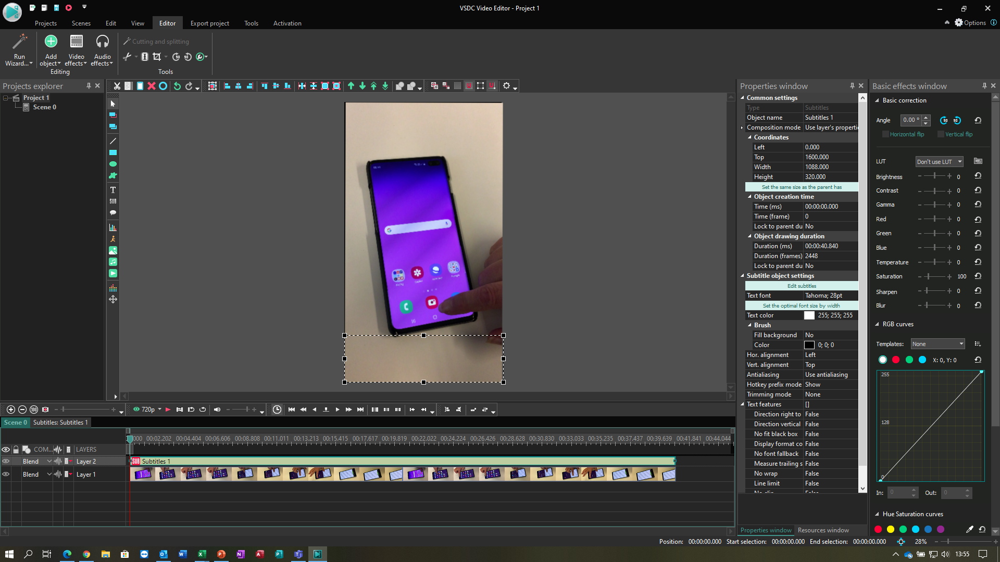 VSDC Video Editor - Project 1
Projects
Scenes
Edit
View
Editor
Export project
Tools
Activation
Options
Run
Wizard...
Add
object
Video
effects
Audio
effects
Editing
Cutting and splitting
Tools
Projects explorer
Project 1
Scene 0
Properties window
Common settings
Type Subtitles
Object name Subtitles 1
Composition mode Use layer's properti
Coordinates
Left 0.000
Top 1600.000
Width 1088.000
Height 320.000
Set the same size as the parent has
Object creation time
Time (ms) 00:00:00.000
Time (frame) 0
Lock to parent du No
Object drawing duration
Duration (ms) 00:00:40.840
Duration (frames) 2448
Lock to parent du No
Subtitle object settings
Edit subtitles
Text font Tahoma; 28pt
Set the optimal font size by width
Text color 255; 255; 255
Brush
Fill background No
Color 0; 0; 0
Hor. alignment Left
Vert. alignment Top
Antialiasing Use antialiasing
Hotkey prefix mode Show
Trimming mode None
Text features []
Direction right to False
Direction vertical False
No fit black box False
Display format co False
No font fallback False
Measure trailing s False
No wrap False
Line limit False
Properties window
Resources window
Basic effects window
Basic correction
Angle 0.00 °
90
90
Horizontal flip
Vertical flip
LUT Don't use LUT
Brightness 0
Contrast 0
Gamma 0
Red 0
Green 0
Blue 0
Temperature 0
Saturation 100
Sharpen 0
Blur 0
RGB curves
Templates: None
X: 0, Y: 0
255
128
0
In: 0
Out: 0
Hue Saturation curves
T
SUB
720p
Scene 0
Subtitles: Subtitles 1
000 00:02.202 00:04.404 00:06.606 00:08.808 00:11.011 00:13.213 00:15.415 00:17.617 00:19.819 00:22.022 00:24.224 00:26.426 00:28.628 00:30.830 00:33.033 00:35.235 00:37.437 00:39.639 00:41.841 00:44.044
COM...
LAYERS
Blend
Layer 2
SUB Subtitles 1
Blend
Layer 1
Position: 00:00:00.000 Start selection: 00:00:00.000 End selection: 00:00:00.000 28%
13:55